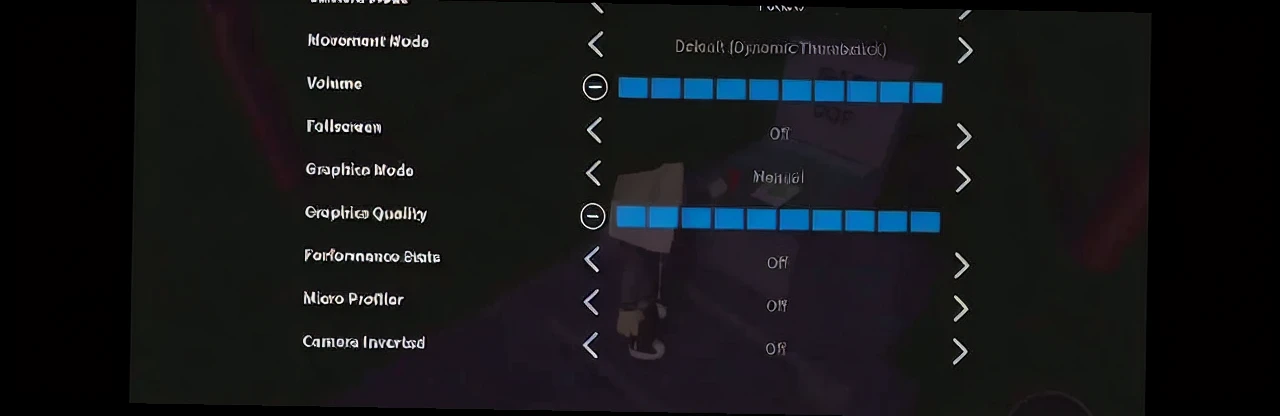 Movement Mode
Default (Dynamic Thumbstick)
Volume
Fullscreen
Off
Graphics Mode
Manual
Graphics Quality
Performance Stats
Off
Micro Profiler
Off
Camera Inverted
Off